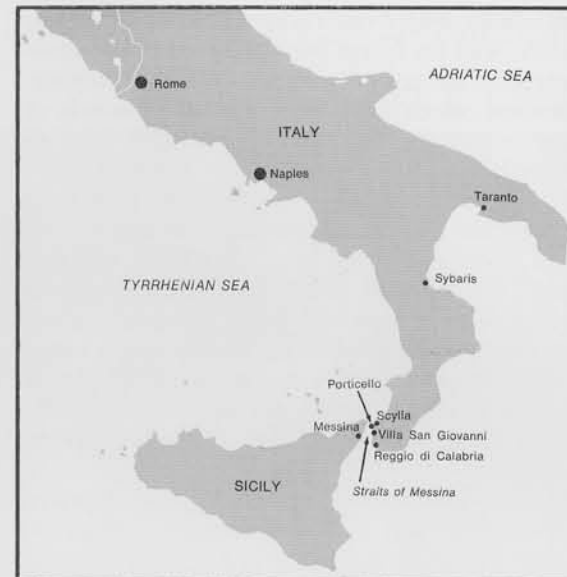 ADRIATIC SEA
Rome
ITALY
Naples
Taranto
TYRRHENIAN SEA
Sybaris
Porticello
Scylla
Messina
Villa San Giovanni
Reggio di Calabria
SICILY
Straits of Messina